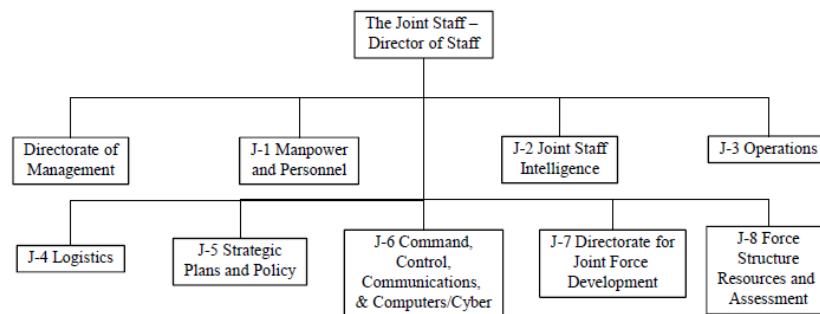 The Joint Staff –
Director of Staff
Directorate of
Management
J-1 Manpower
and Personnel
J-2 Joint Staff
Intelligence
J-3 Operations
J-4 Logistics
J-5 Strategic
Plans and Policy
J-6 Command,
Control,
Communications,
& Computers/Cyber
J-7 Directorate for
Joint Force
Development
J-8 Force
Structure
Resources and
Assessment